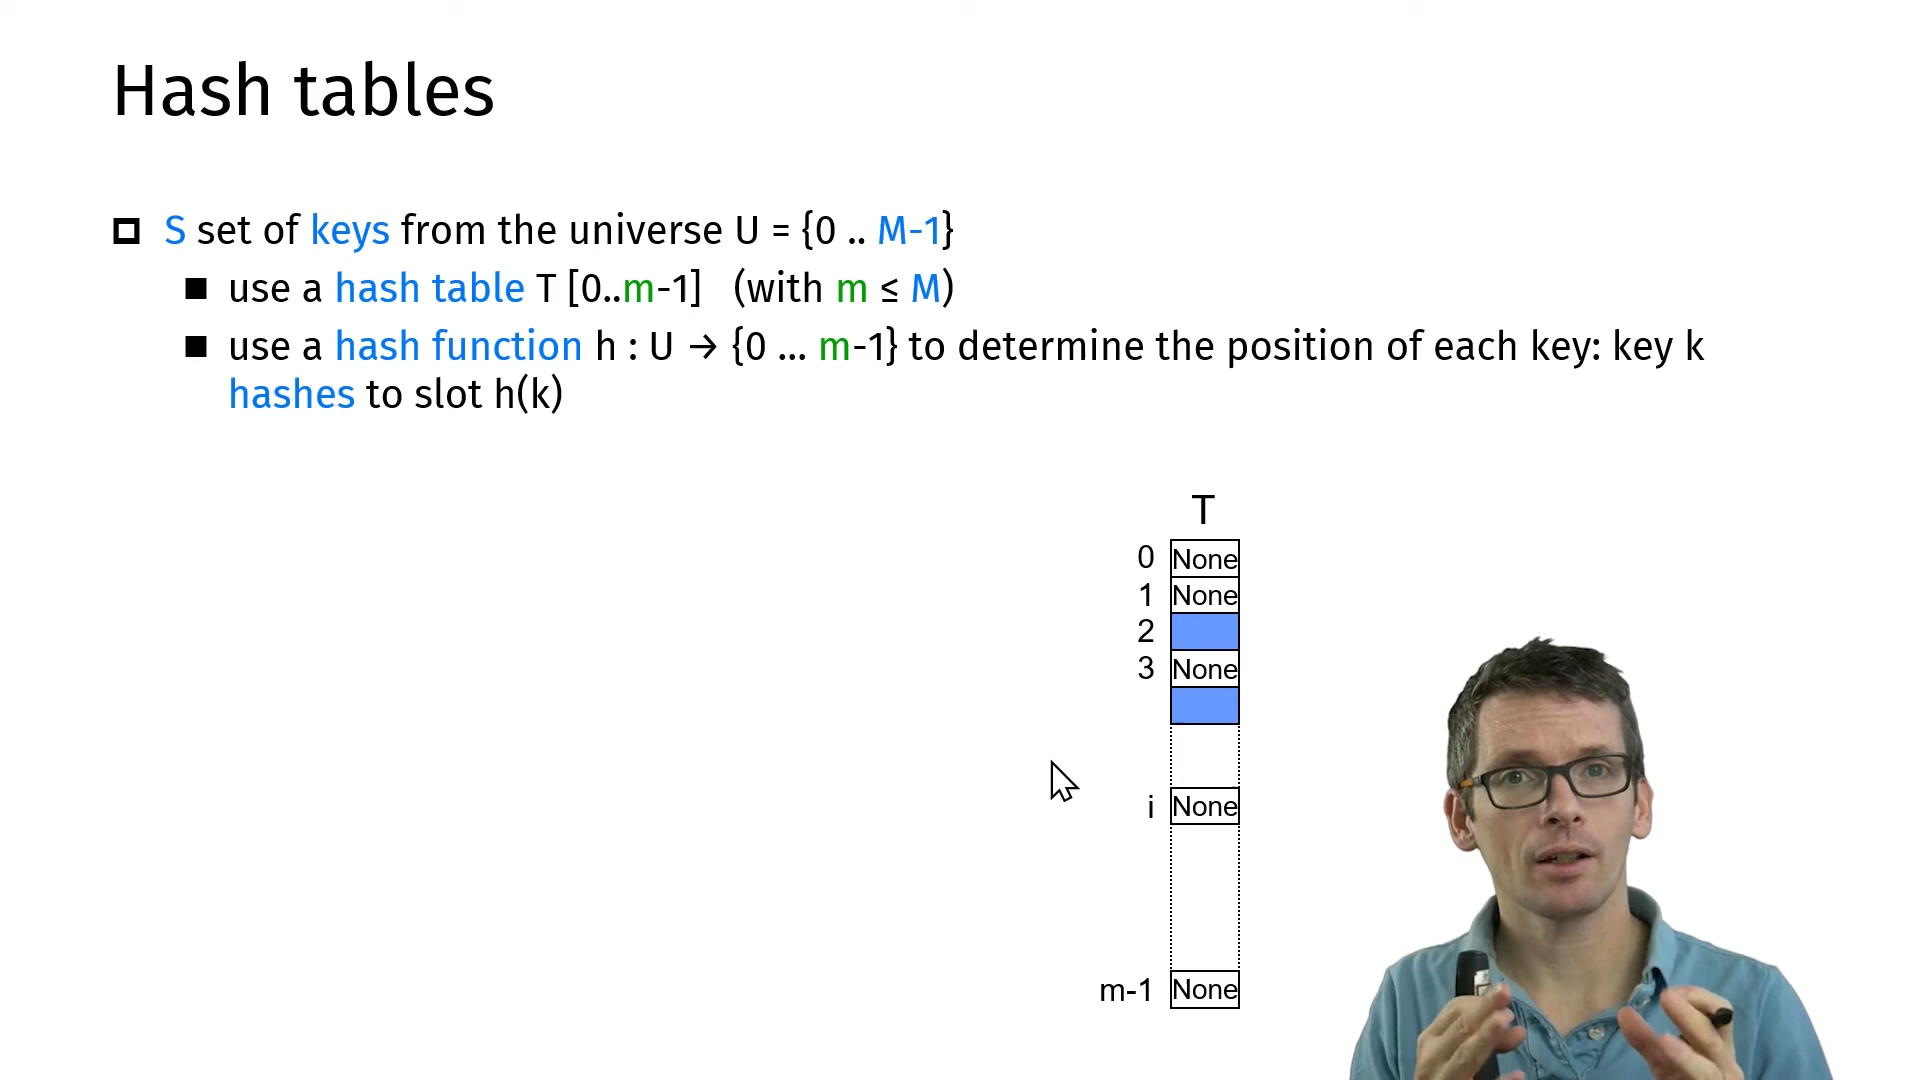 Hash tables
S set of keys from the universe U = {0 .. M-1}
use a hash table T [0..m-1] (with m ≤ M)
use a hash function h : U → {0 ... m-1} to determine the position of each key: key k
hashes to slot h(k)
T
0 None
1 None
2
3 None
i None
m-1 None